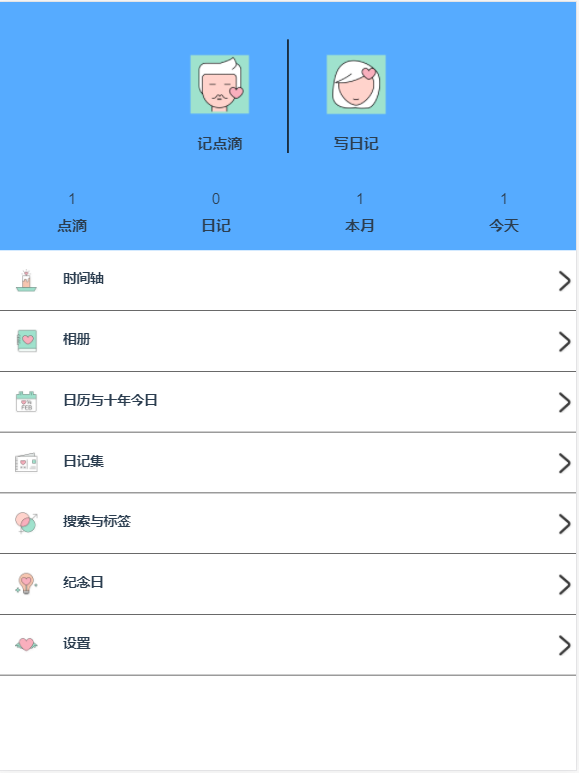 记点滴 写日记
1 0 1 1
点滴 日记 本月 今天
时间轴
相册
日历与十年今日
FEB
日记集
搜索与标签
纪念日
设置